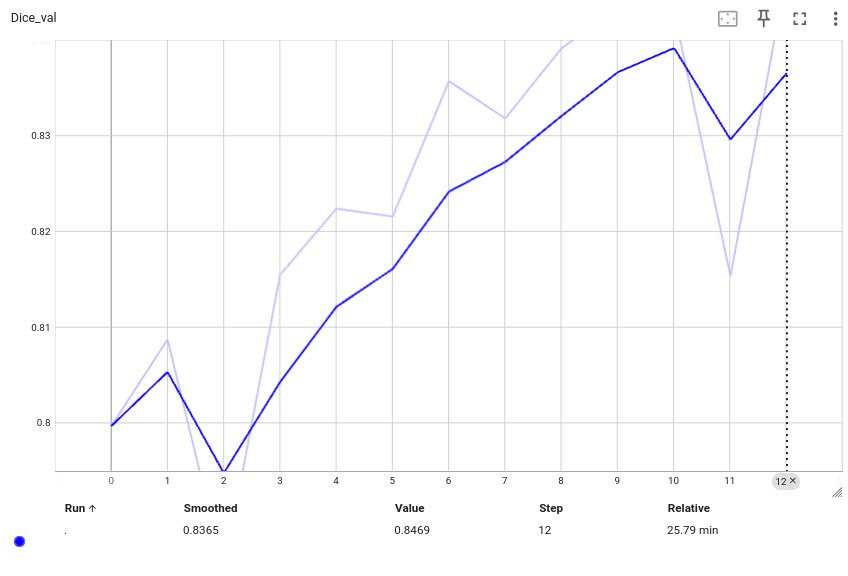 Dice_val
0.83
0.82
0.81
0.8
0 1 2 3 4 5 6 7 8 9 10 11 12 ×
Run ↑ Smoothed Value Step Relative
. 0.8365 0.8469 12 25.79 min